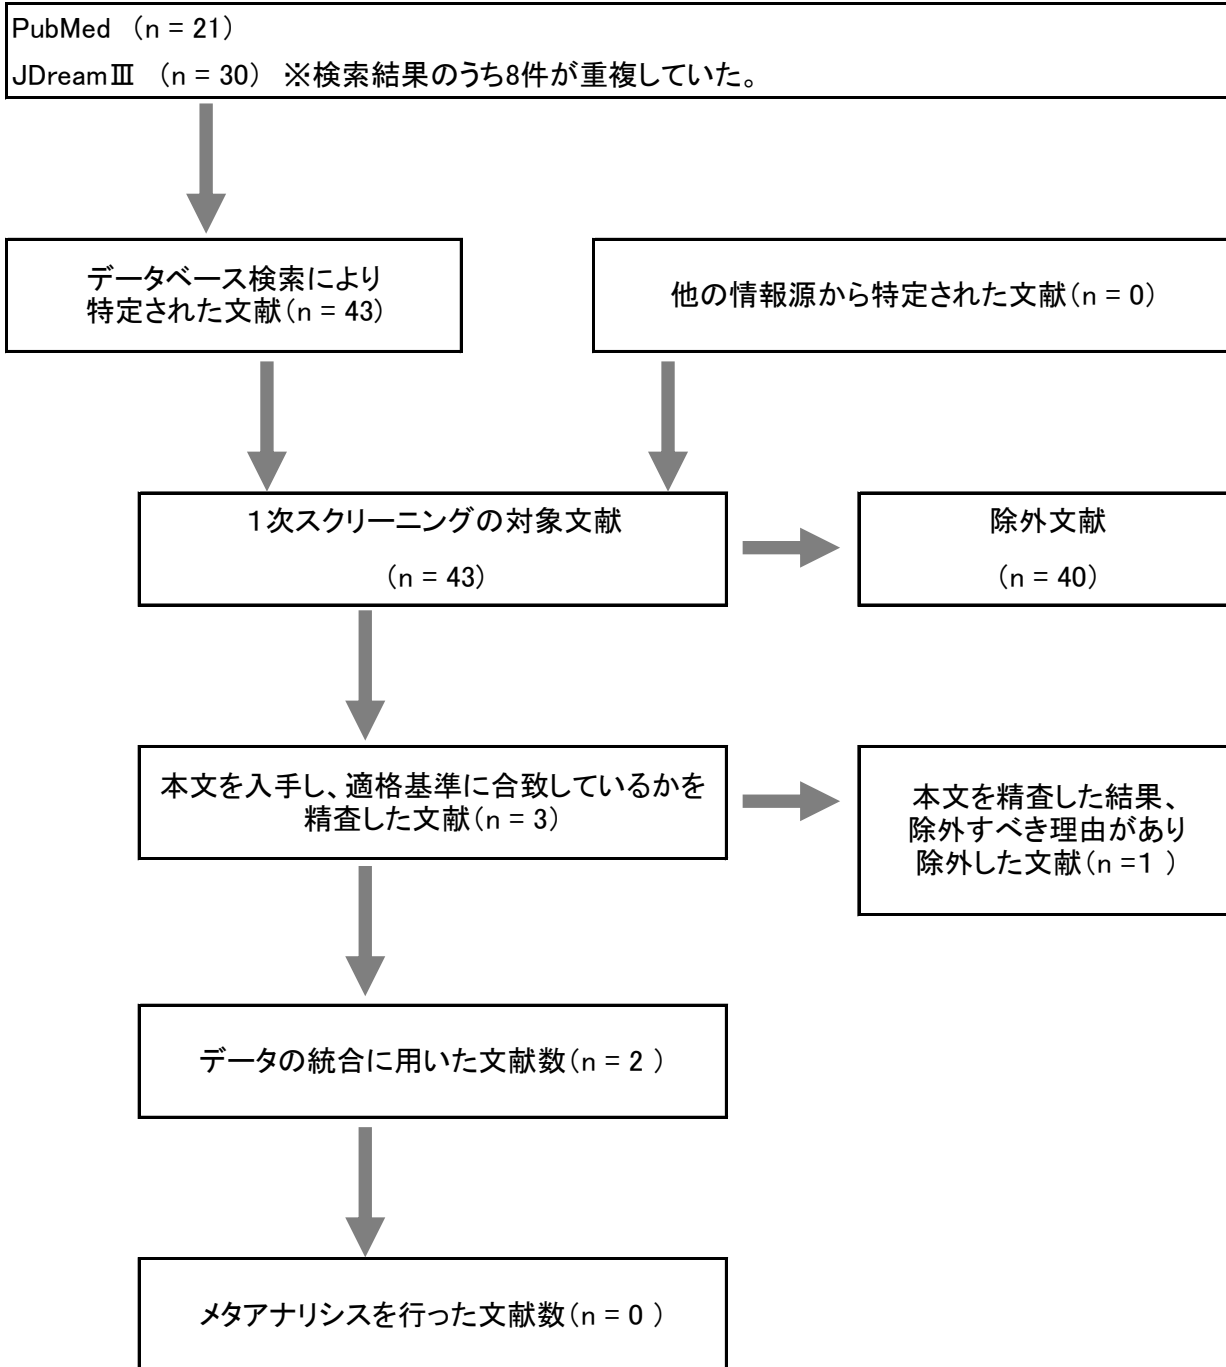 PubMed （n = 21）
JDreamⅢ （n = 30） ※検索結果のうち8件が重複していた。
データベース検索により
特定された文献（n = 43）
他の情報源から特定された文献（n = 0）
１次スクリーニングの対象文献
（n = 43）
除外文献
（n = 40）
本文を入手し、適格基準に合致しているかを
精査した文献（n = 3）
本文を精査した結果、
除外すべき理由があり
除外した文献（n =１ ）
データの統合に用いた文献数（n = 2 ）
メタアナリシスを行った文献数（n = 0 ）